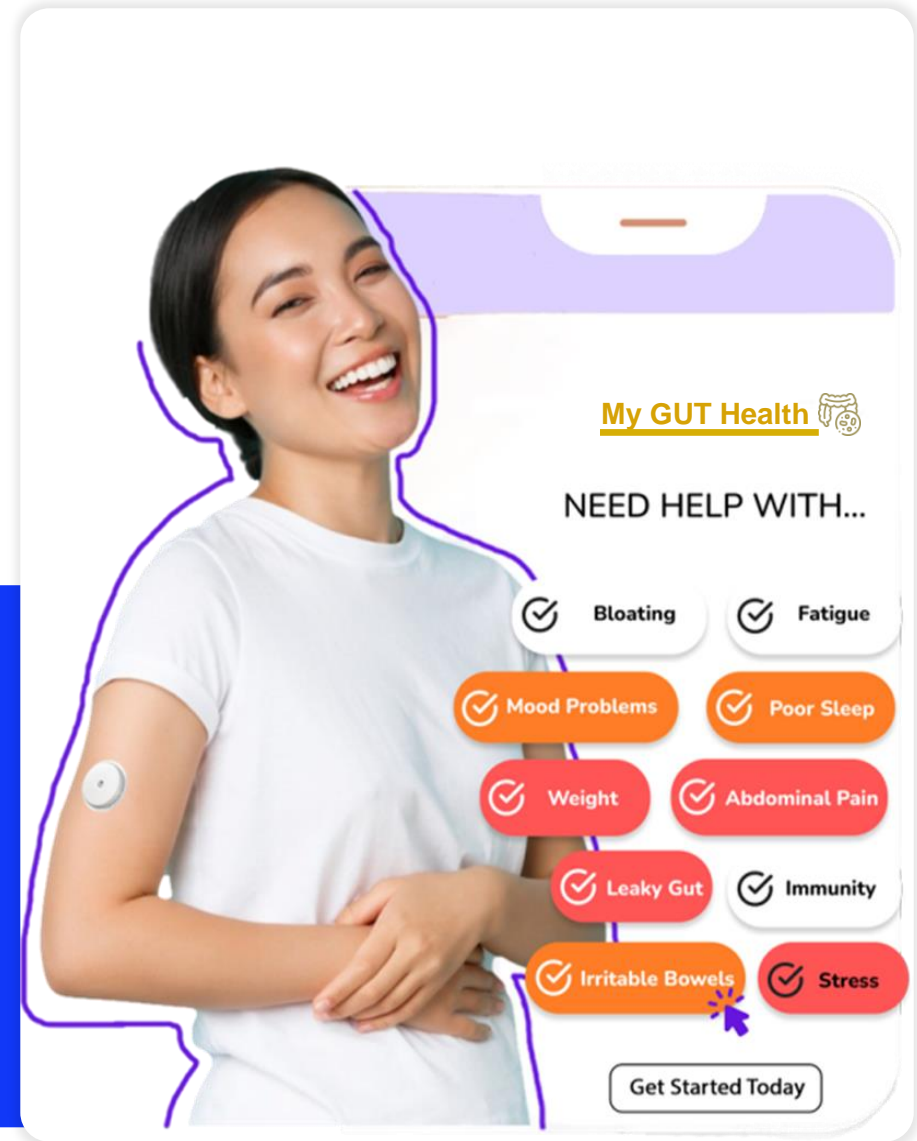 My GUT Health
NEED HELP WITH...
Bloating
Fatigue
Mood Problems
Poor Sleep
Weight
Abdominal Pain
Leaky Gut
Immunity
Irritable Bowels
Stress
Get Started Today